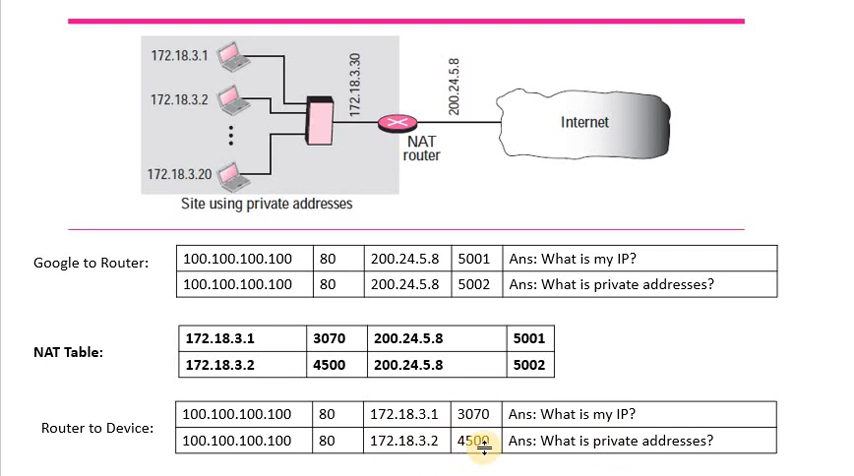 172.18.3.1
172.18.3.2
172.18.3.20
172.18.3.30
200.24.5.8
Internet
NAT
router
Site using private addresses
Google to Router:
100.100.100.100 80 200.24.5.8 5001 Ans: What is my IP?
100.100.100.100 80 200.24.5.8 5002 Ans: What is private addresses?
NAT Table:
172.18.3.1 3070 200.24.5.8 5001
172.18.3.2 4500 200.24.5.8 5002
Router to Device:
100.100.100.100 80 172.18.3.1 3070 Ans: What is my IP?
100.100.100.100 80 172.18.3.2 4500 Ans: What is private addresses?